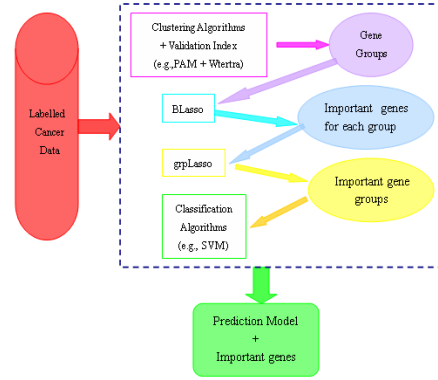 Clustering Algorithms
+ Validation Index
(e.g.,PAM + Wtertra)
Gene
Groups
Labelled
Cancer
Data
BLasso
Important genes
for each group
grpLasso
Important gene
groups
Classification
Algorithms
(e.g., SVM)
Prediction Model
+
Important genes